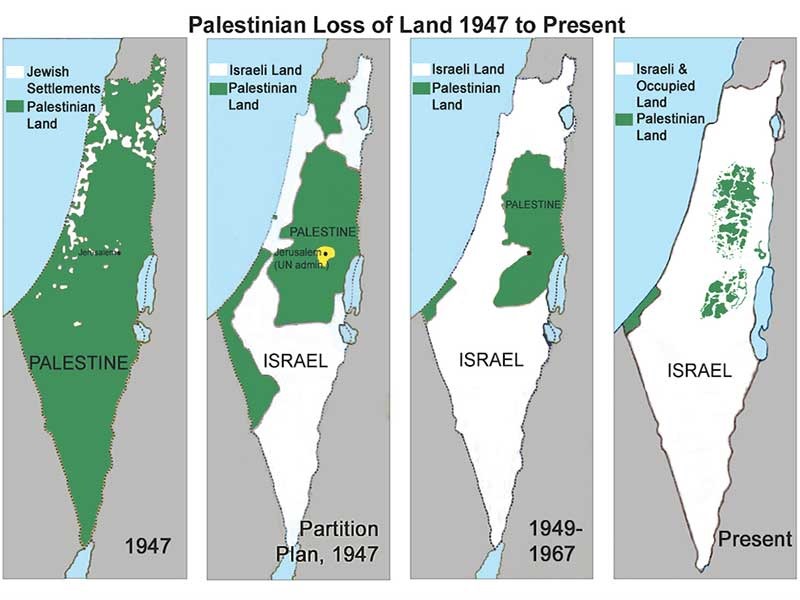 Palestinian Loss of Land 1947 to Present
Jewish
Settlements
Palestinian
Land
Jerusalem
PALESTINE
1947
Israeli Land
Palestinian
Land
PALESTINE
Jerusalem
(UN admin.)
ISRAEL
Partition
Plan, 1947
Israeli Land
Palestinian
Land
PALESTINE
ISRAEL
1949-
1967
Israeli &
Occupied
Land
Palestinian
Land
ISRAEL
Present